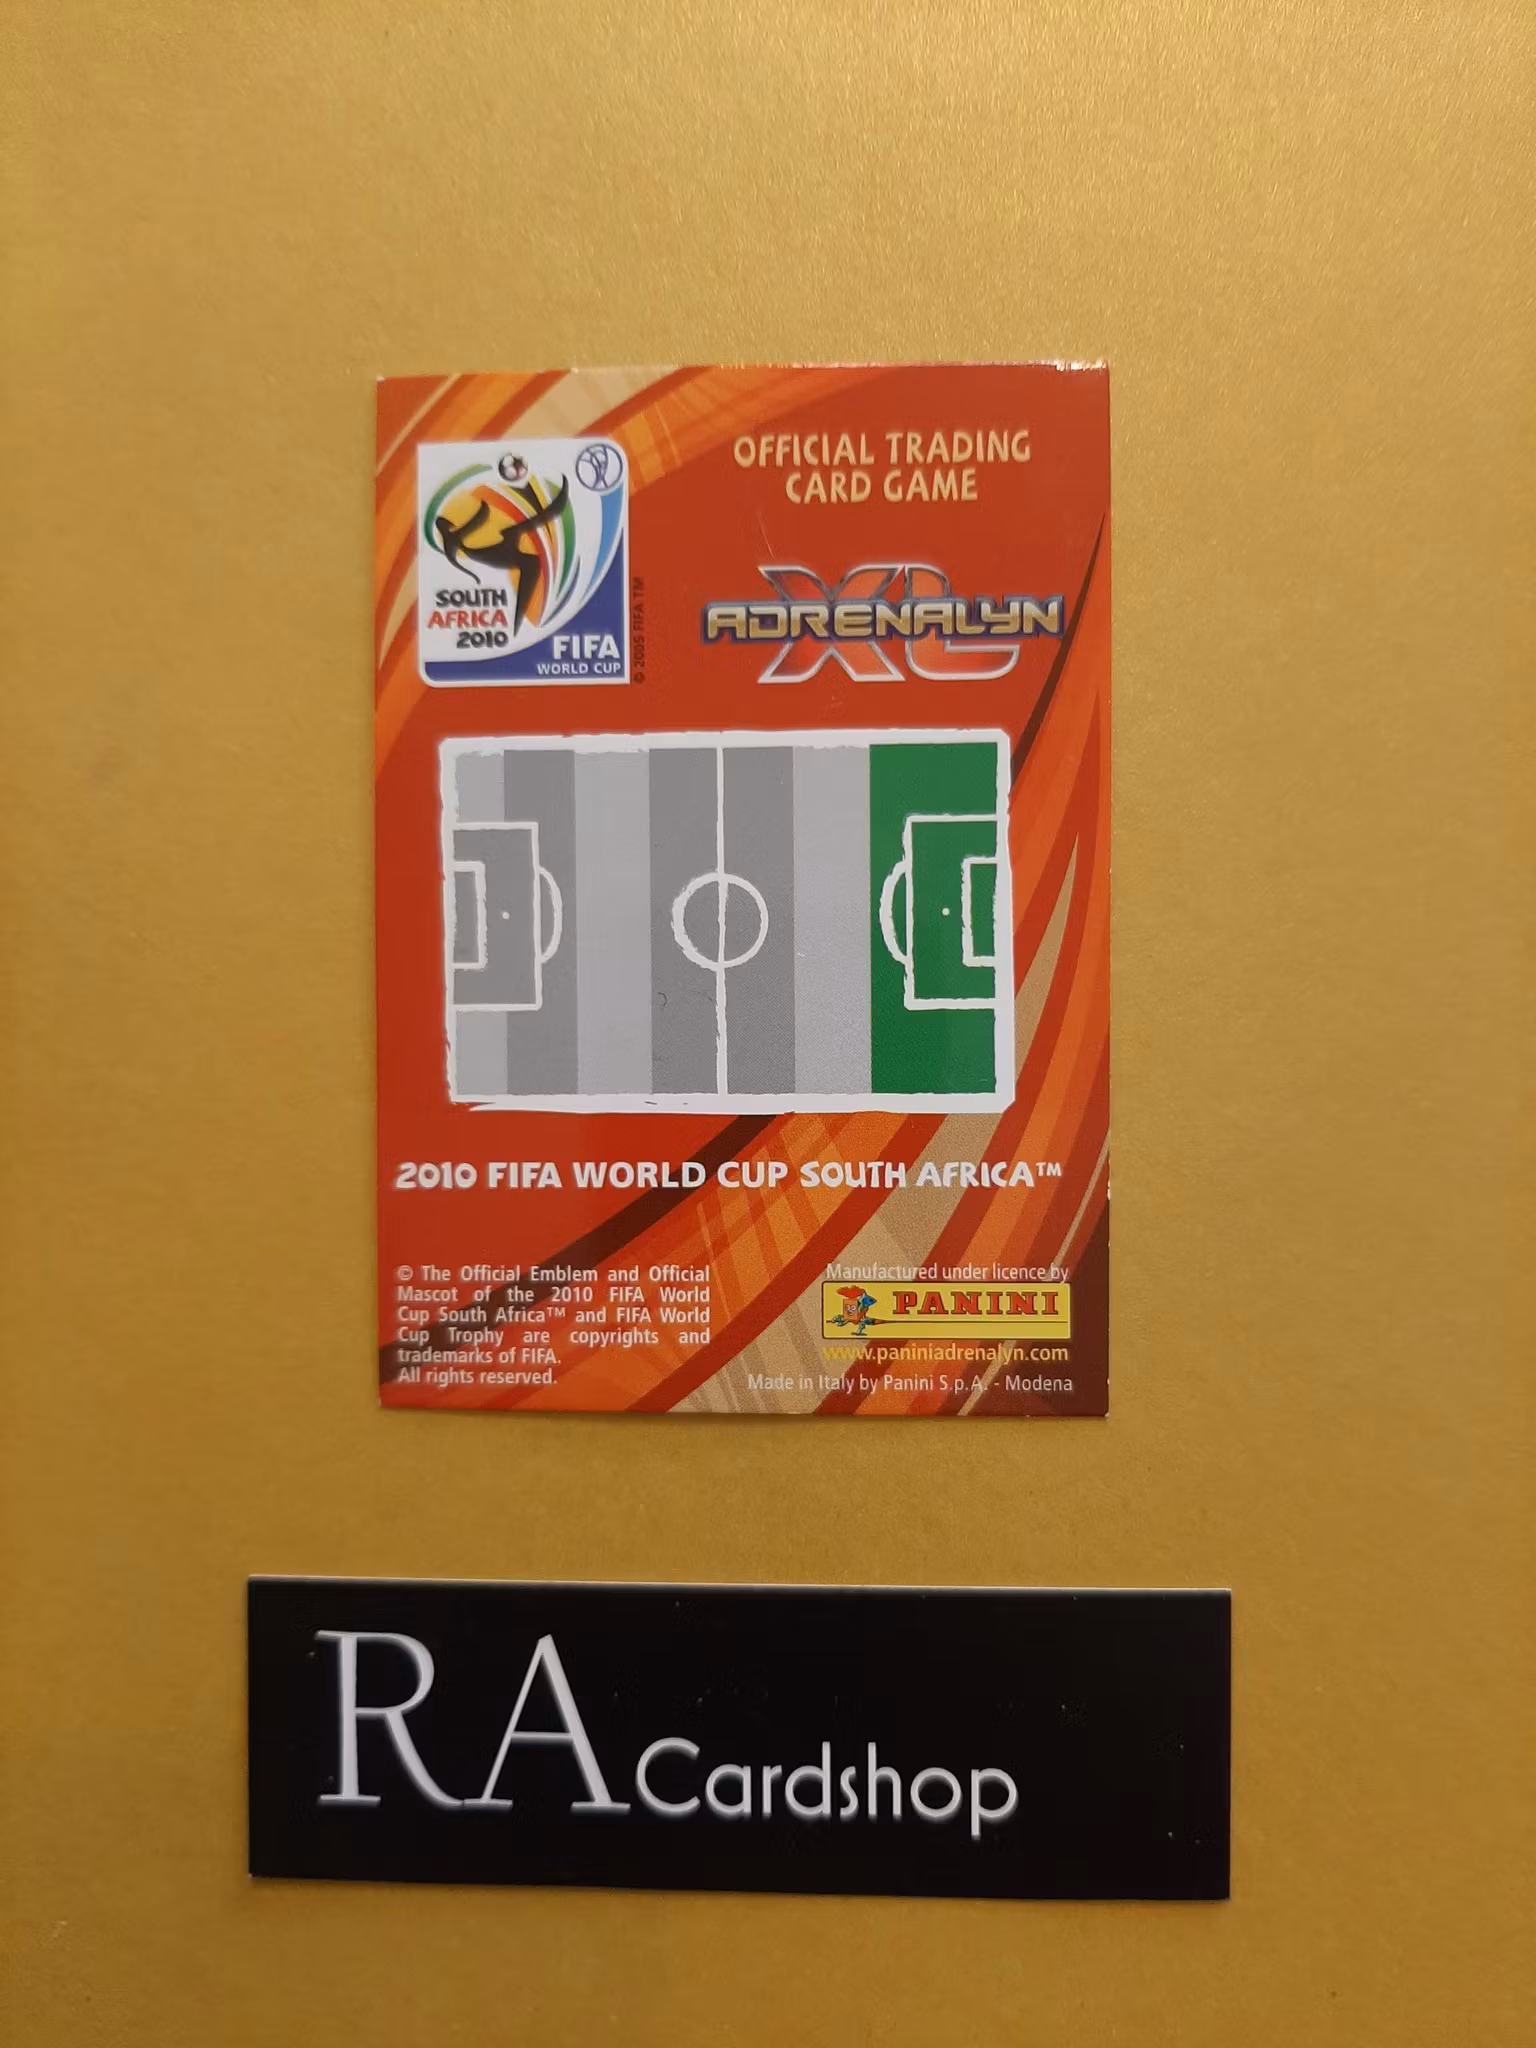 OFFICIAL TRADING
CARD GAME
SOUTH
AFRICA
2010
FIFA
WORLD CUP
© 2005 FIFA TM
XL
ADRENALYN
2010 FIFA WORLD CUP SOUTH AFRICA™
© The Official Emblem and Official
Mascot of the 2010 FIFA World
Cup South Africa™ and FIFA World
Cup Trophy are copyrights and
trademarks of FIFA.
All rights reserved.
Manufactured under licence by
PANINI
www.paniniadrenalyn.com
Made in Italy by Panini S.p.A. - Modena
RA Cardshop